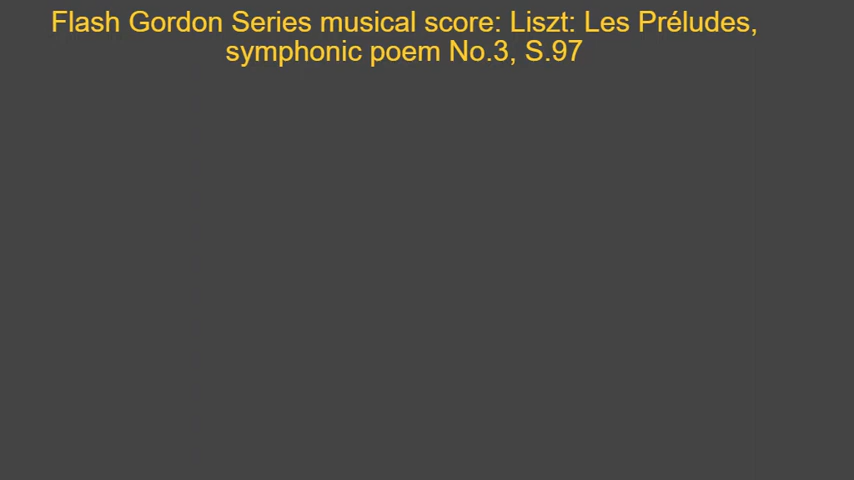 Flash Gordon Series musical score: Liszt: Les Préludes,
symphonic poem No.3, S.97